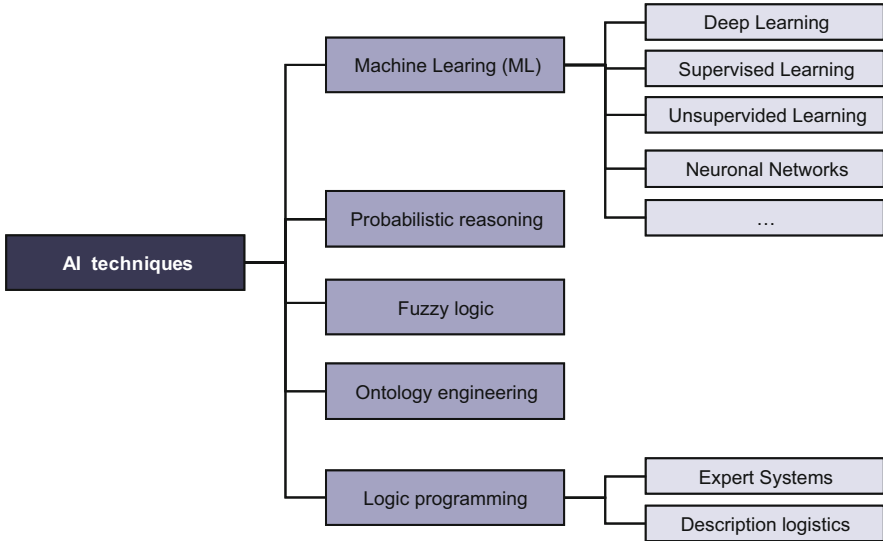 Deep Learning
Machine Learing (ML)
Supervised Learning
Unsupervided Learning
Neuronal Networks
…
Probabilistic reasoning
AI techniques
Fuzzy logic
Ontology engineering
Logic programming
Expert Systems
Description logistics